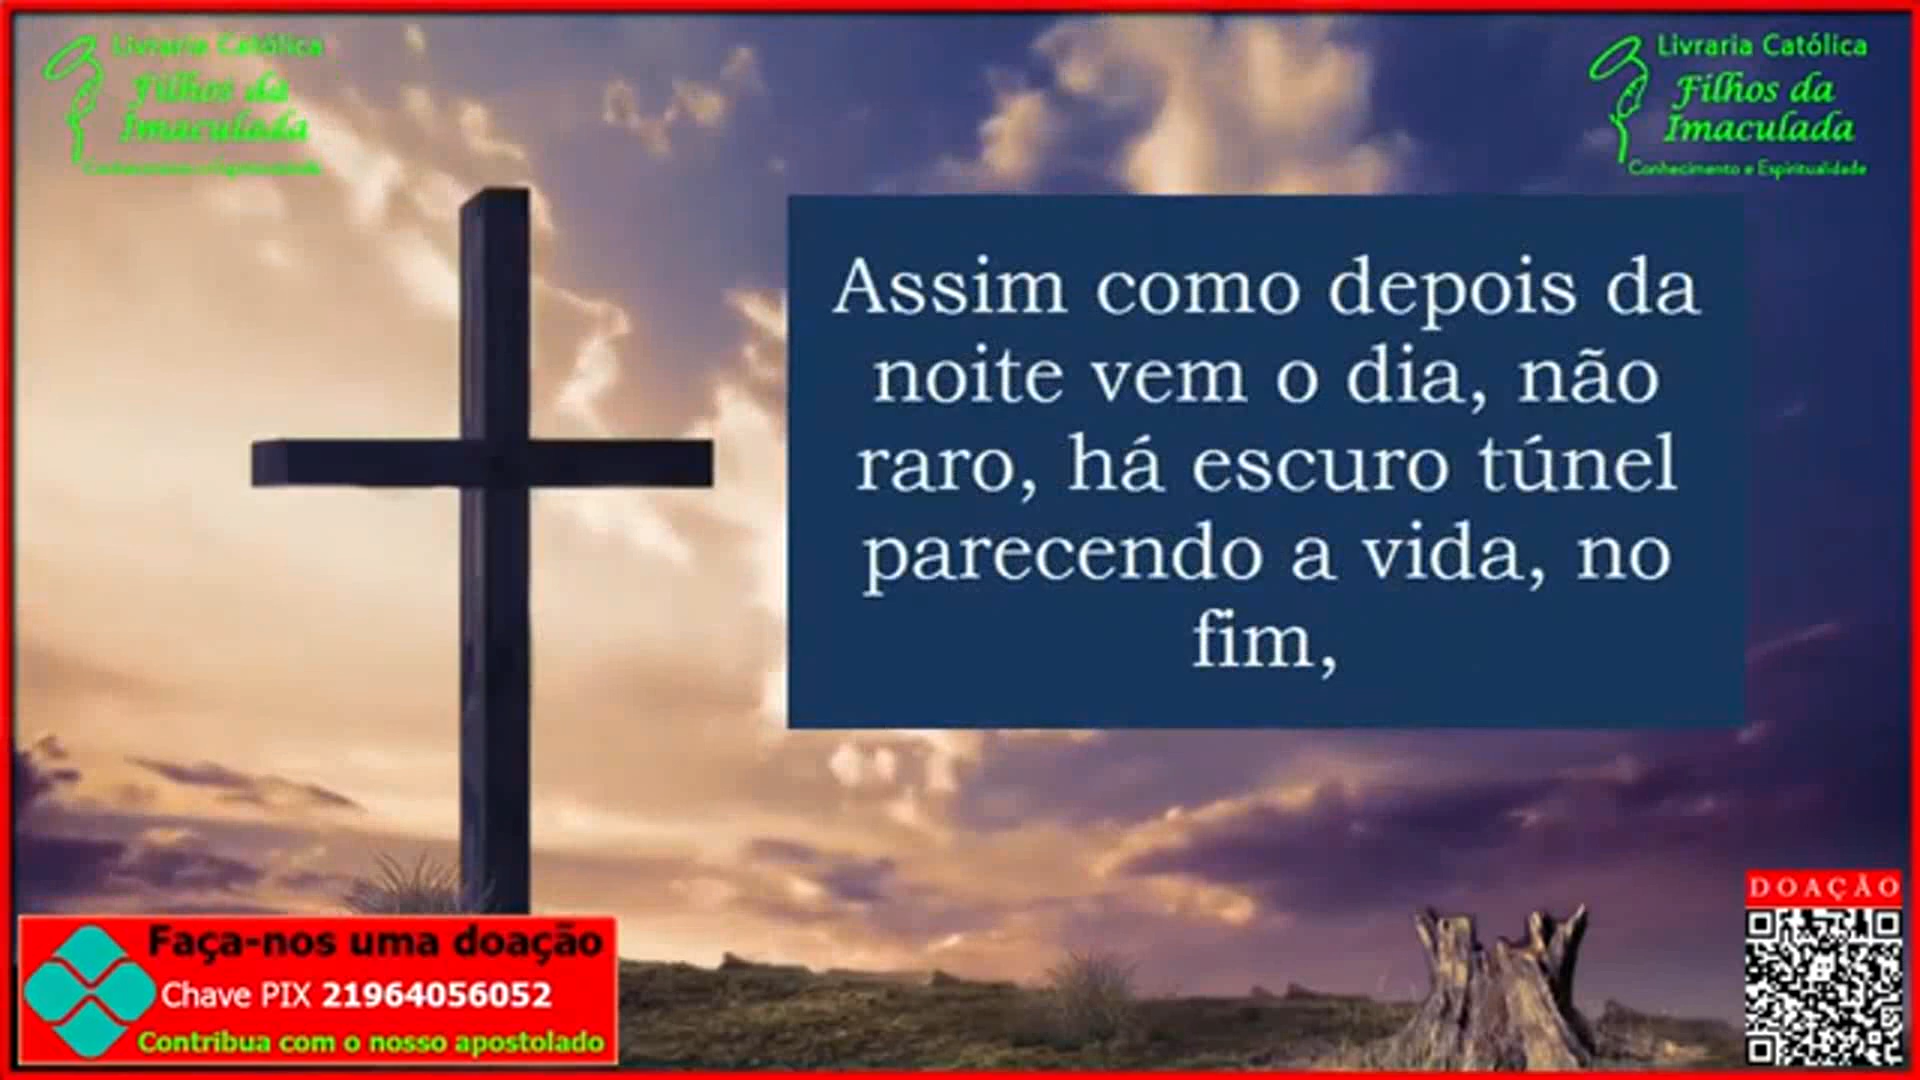 Livraria Católica
Filhos da
Imaculada
Conhecimento e Espiritualidade
Livraria Católica
Filhos da
Imaculada
Conhecimento e Espiritualidade
Assim como depois da
noite vem o dia, não
raro, há escuro túnel
parecendo a vida, no
fim,
DOAÇÃO
Faça-nos uma doação
Chave PIX 21964056052
Contribua com o nosso apostolado